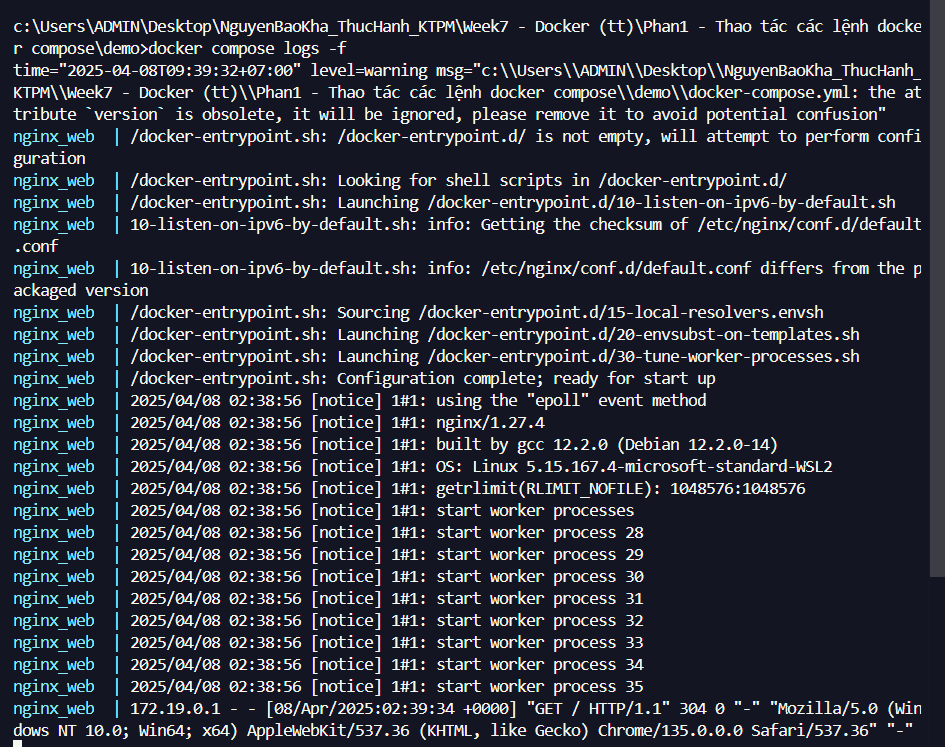 c:\Users\ADMIN\Desktop\NguyenBaoKha_ThucHanh_KTPM\Week7 - Docker (tt)\Phan1 - Thao tác các lệnh docke
r compose\demo>docker compose logs -f
time="2025-04-08T09:39:32+07:00" level=warning msg="c:\\Users\\ADMIN\\Desktop\\NguyenBaoKha_ThucHanh_
KTPM\\Week7 - Docker (tt)\\Phan1 - Thao tác các lệnh docker compose\\demo\\docker-compose.yml: the at
tribute `version` is obsolete, it will be ignored, please remove it to avoid potential confusion"
nginx_web  | /docker-entrypoint.sh: /docker-entrypoint.d/ is not empty, will attempt to perform confi
guration
nginx_web  | /docker-entrypoint.sh: Looking for shell scripts in /docker-entrypoint.d/
nginx_web  | /docker-entrypoint.sh: Launching /docker-entrypoint.d/10-listen-on-ipv6-by-default.sh
nginx_web  | 10-listen-on-ipv6-by-default.sh: info: Getting the checksum of /etc/nginx/conf.d/default
.conf
nginx_web  | 10-listen-on-ipv6-by-default.sh: info: /etc/nginx/conf.d/default.conf differs from the p
ackaged version
nginx_web  | /docker-entrypoint.sh: Sourcing /docker-entrypoint.d/15-local-resolvers.envsh
nginx_web  | /docker-entrypoint.sh: Launching /docker-entrypoint.d/20-envsubst-on-templates.sh
nginx_web  | /docker-entrypoint.sh: Launching /docker-entrypoint.d/30-tune-worker-processes.sh
nginx_web  | /docker-entrypoint.sh: Configuration complete; ready for start up
nginx_web  | 2025/04/08 02:38:56 [notice] 1#1: using the "epoll" event method
nginx_web  | 2025/04/08 02:38:56 [notice] 1#1: nginx/1.27.4
nginx_web  | 2025/04/08 02:38:56 [notice] 1#1: built by gcc 12.2.0 (Debian 12.2.0-14)
nginx_web  | 2025/04/08 02:38:56 [notice] 1#1: OS: Linux 5.15.167.4-microsoft-standard-WSL2
nginx_web  | 2025/04/08 02:38:56 [notice] 1#1: getrlimit(RLIMIT_NOFILE): 1048576:1048576
nginx_web  | 2025/04/08 02:38:56 [notice] 1#1: start worker processes
nginx_web  | 2025/04/08 02:38:56 [notice] 1#1: start worker process 28
nginx_web  | 2025/04/08 02:38:56 [notice] 1#1: start worker process 29
nginx_web  | 2025/04/08 02:38:56 [notice] 1#1: start worker process 30
nginx_web  | 2025/04/08 02:38:56 [notice] 1#1: start worker process 31
nginx_web  | 2025/04/08 02:38:56 [notice] 1#1: start worker process 32
nginx_web  | 2025/04/08 02:38:56 [notice] 1#1: start worker process 33
nginx_web  | 2025/04/08 02:38:56 [notice] 1#1: start worker process 34
nginx_web  | 2025/04/08 02:38:56 [notice] 1#1: start worker process 35
nginx_web  | 172.19.0.1 - - [08/Apr/2025:02:39:34 +0000] "GET / HTTP/1.1" 304 0 "-" "Mozilla/5.0 (Win
dows NT 10.0; Win64; x64) AppleWebKit/537.36 (KHTML, like Gecko) Chrome/135.0.0.0 Safari/537.36" "-"